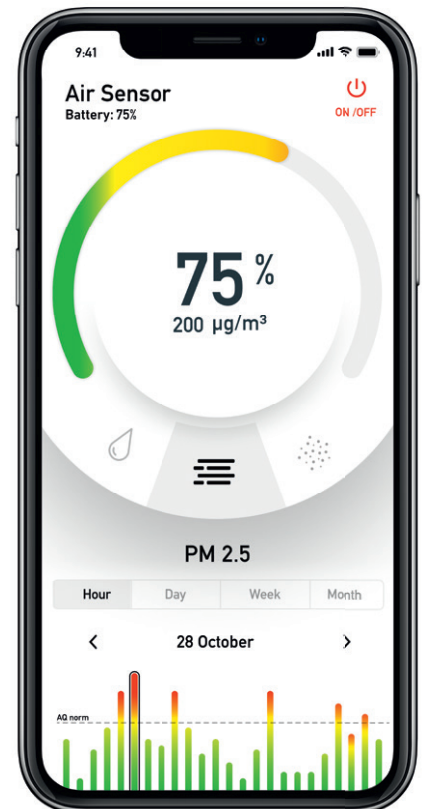 9:41
Air Sensor
Battery: 75%
ON /OFF
75 %
200 µg/m³
PM 2.5
Hour Day Week Month
28 October
AQ norm